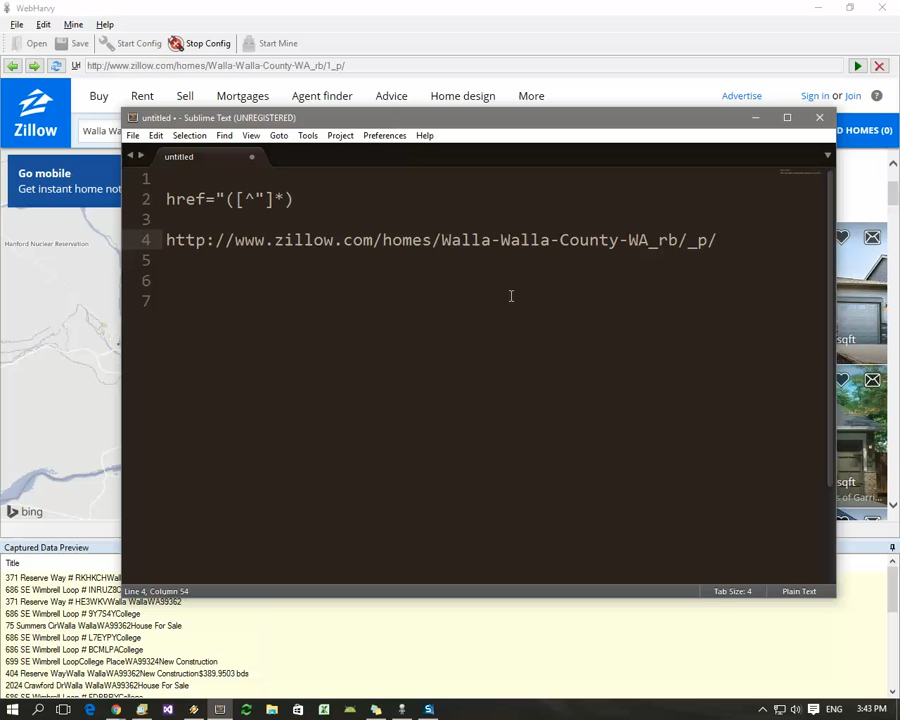 WebHarvy
File Edit Mine Help
Open Save Start Config Stop Config Start Mine
Url http://www.zillow.com/homes/Walla-Walla-County-WA_rb/1_p/
Zillow
Buy Rent Sell Mortgages Agent finder Advice Home design More Advertise Sign in or Join
Walla Wa
D HOMES (0)
Go mobile
Get instant home not
Hanford Nuclear Reservation
untitled • - Sublime Text (UNREGISTERED)
File Edit Selection Find View Goto Tools Project Preferences Help
untitled
1
2 href="([^"]*)
3
4 http://www.zillow.com/homes/Walla-Walla-County-WA_rb/_p/
5
6
7
sqft
sqft
s of Garri...
bing
Line 4, Column 54 Tab Size: 4 Plain Text
Captured Data Preview
Title
371 Reserve Way # RKHKCHWall
686 SE Wimbrell Loop # INRUZ8C
371 Reserve Way # HE3WKVWalla WallaWA99362
686 SE Wimbrell Loop # 9Y7S4YCollege
75 Summers CirWalla WallaWA99362House For Sale
686 SE Wimbrell Loop # L7EYPYCollege
686 SE Wimbrell Loop # BCMLPACollege
699 SE Wimbrell LoopCollege PlaceWA99324New Construction
404 Reserve WayWalla WallaWA99362New Construction$389,9503 bds
2024 Crawford DrWalla WallaWA99362House For Sale
ENG 3:43 PM